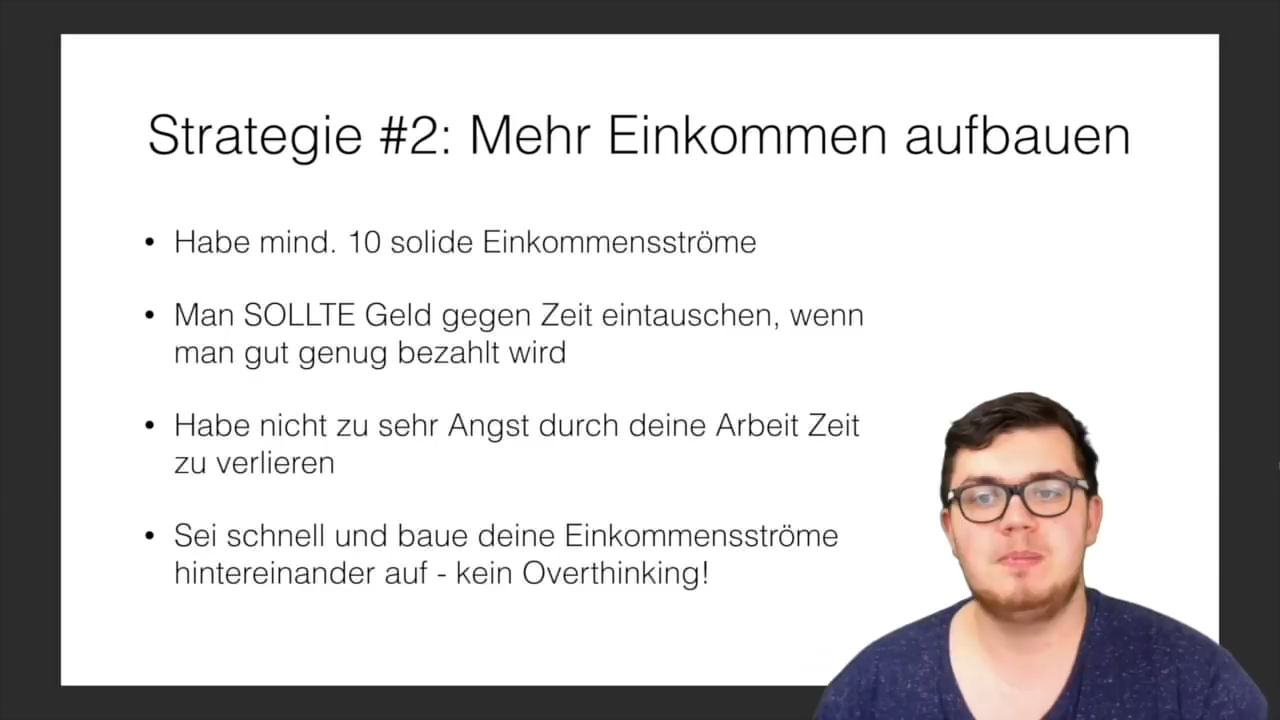 Strategie #2: Mehr Einkommen aufbauen
• Habe mind. 10 solide Einkommensströme
• Man SOLLTE Geld gegen Zeit eintauschen, wenn
man gut genug bezahlt wird
• Habe nicht zu sehr Angst durch deine Arbeit Zeit
zu verlieren
• Sei schnell und baue deine Einkommensströme
hintereinander auf - kein Overthinking!